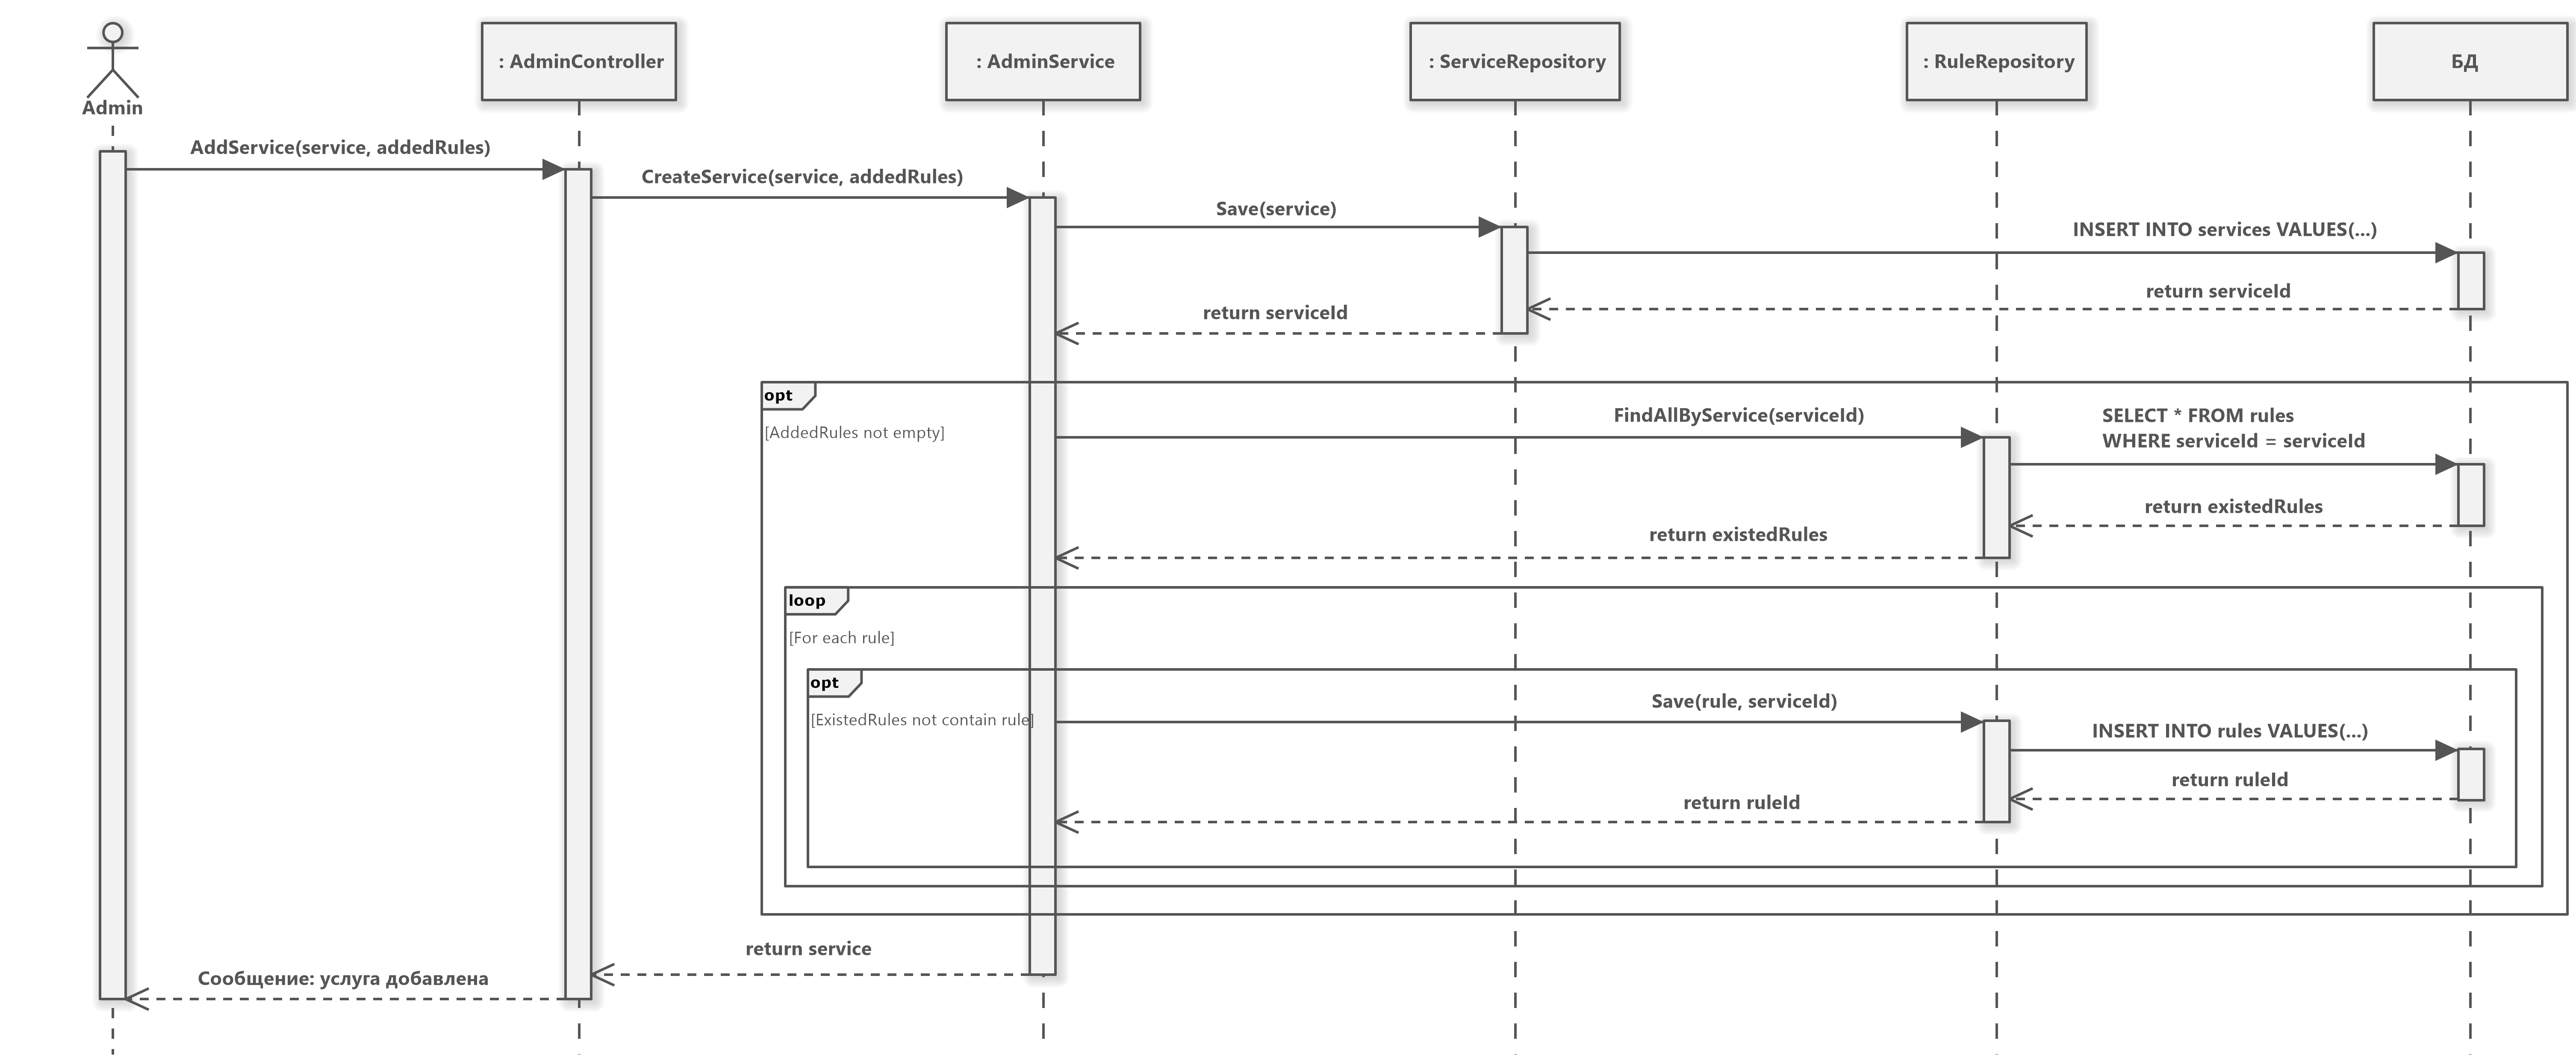 Admin
: AdminController
: AdminService
: ServiceRepository
: RuleRepository
БД
AddService(service, addedRules)
CreateService(service, addedRules)
Save(service)
INSERT INTO services VALUES(...)
return serviceId
return serviceId
opt
[AddedRules not empty]
FindAllByService(serviceId)
SELECT * FROM rules
WHERE serviceId = serviceId
return existedRules
return existedRules
loop
[For each rule]
opt
[ExistedRules not contain rule]
Save(rule, serviceId)
INSERT INTO rules VALUES(...)
return ruleId
return ruleId
return service
Сообщение: услуга добавлена